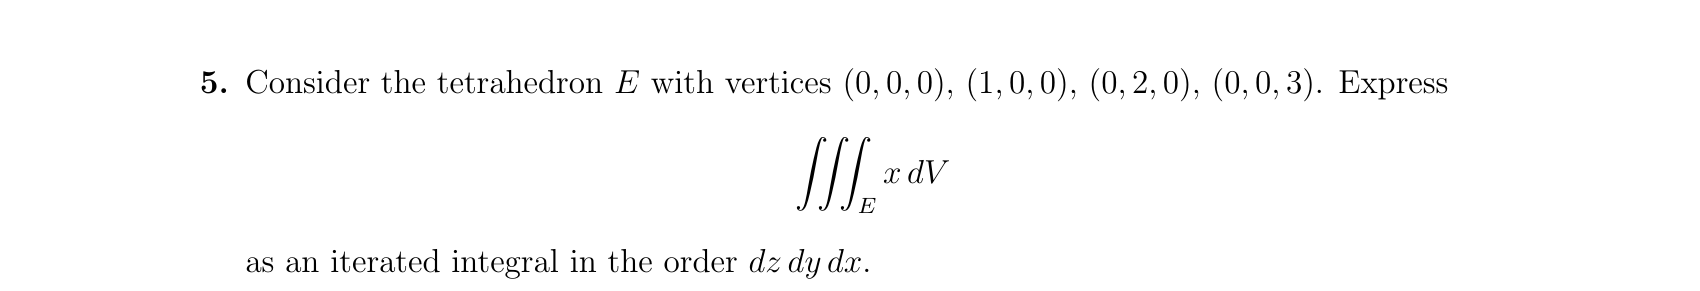 5. Consider the tetrahedron E with vertices (0, 0, 0), (1, 0, 0), (0, 2, 0), (0, 0, 3). Express
∭_E x dV
as an iterated integral in the order dz dy dx.